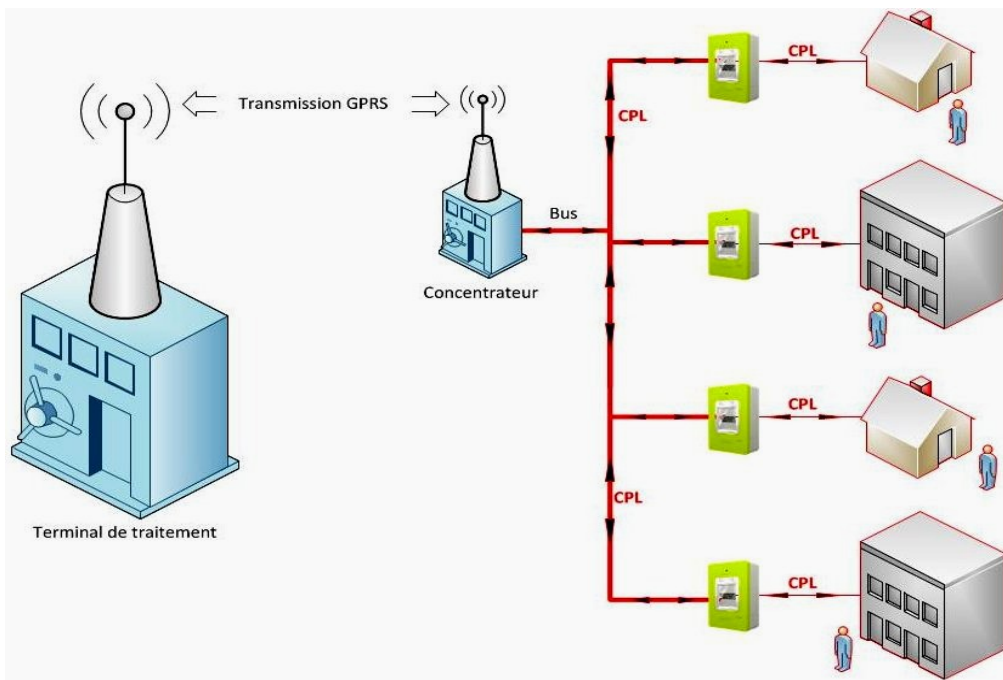 Transmission GPRS
CPL
CPL
Bus
CPL
Concentrateur
CPL
CPL
Terminal de traitement
CPL